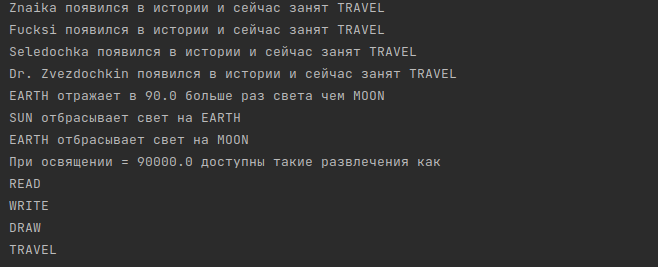 Znaika появился в истории и сейчас занят TRAVEL
Fucksi появился в истории и сейчас занят TRAVEL
Seledochka появился в истории и сейчас занят TRAVEL
Dr. Zvezdochkin появился в истории и сейчас занят TRAVEL
EARTH отражает в 90.0 больше раз света чем MOON
SUN отбрасывает свет на EARTH
EARTH отбрасывает свет на MOON
При освящении = 90000.0 доступны такие развлечения как
READ
WRITE
DRAW
TRAVEL